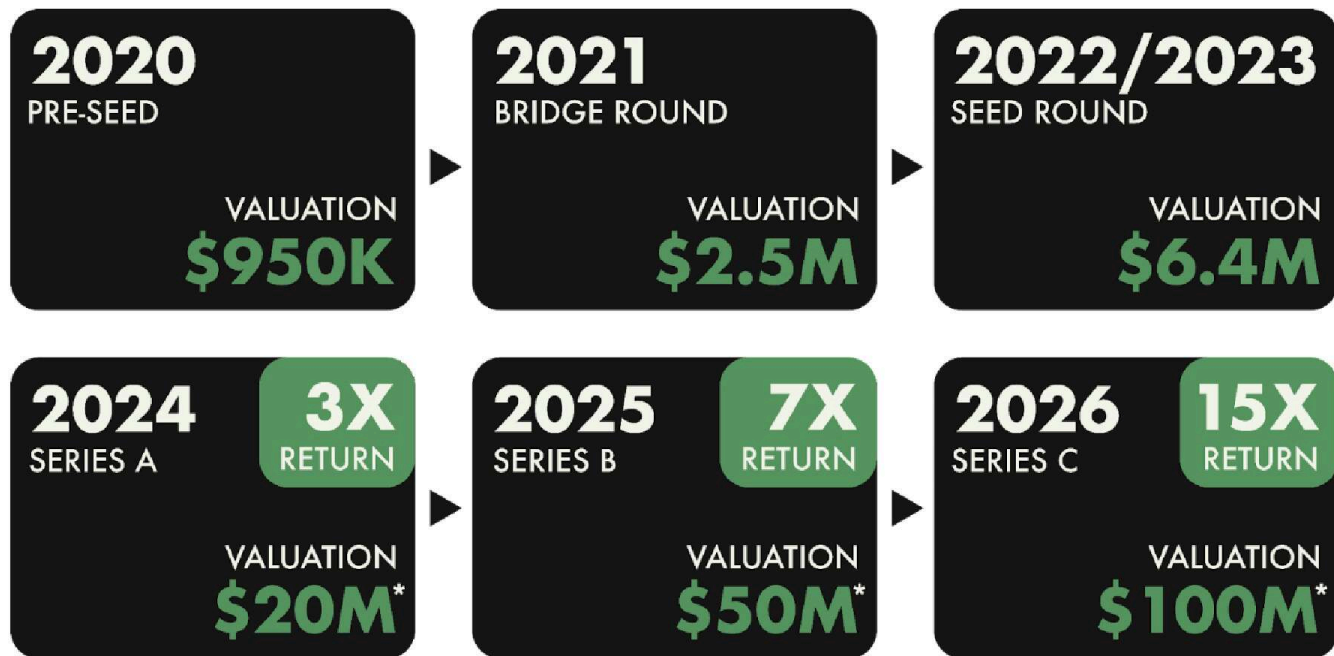 2020
PRE-SEED
VALUATION
$950K
2021
BRIDGE ROUND
VALUATION
$2.5M
2022/2023
SEED ROUND
VALUATION
$6.4M
2024
SERIES A
3X
RETURN
VALUATION
$20M*
2025
SERIES B
7X
RETURN
VALUATION
$50M*
2026
SERIES C
15X
RETURN
VALUATION
$100M*